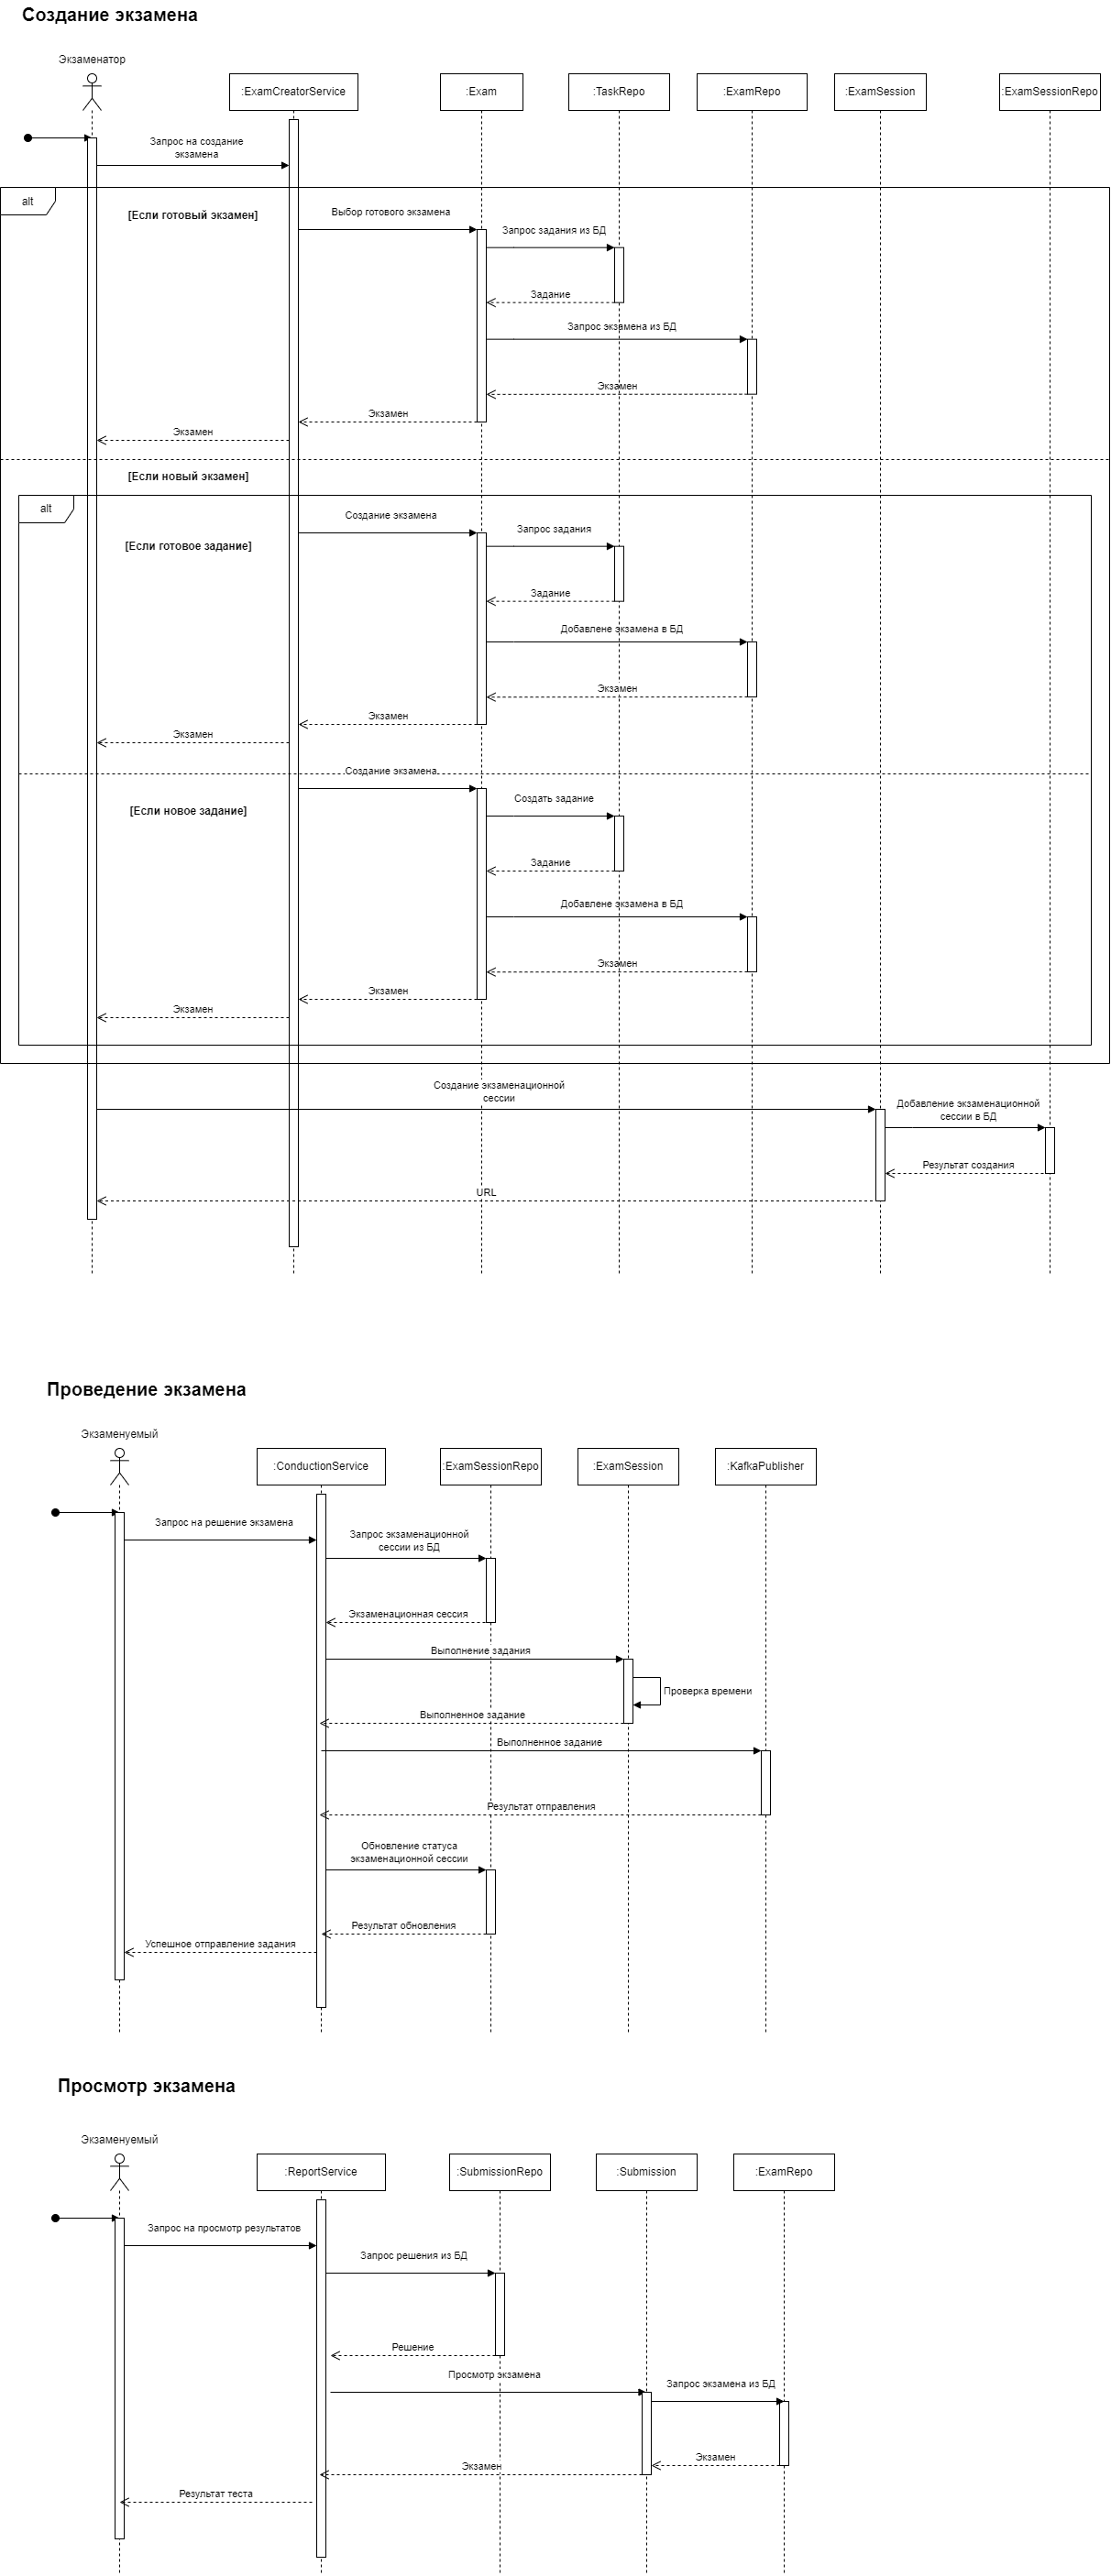 Создание экзамена
Экзаменатор
:ExamCreatorService
:Exam
:TaskRepo
:ExamRepo
:ExamSession
:ExamSessionRepo
Запрос на создание
экзамена
alt
[Если готовый экзамен]
Выбор готового экзамена
Запрос задания из БД
Задание
Запрос экзамена из БД
Экзамен
Экзамен
Экзамен
[Если новый экзамен]
alt
Создание экзамена
Запрос задания
[Если готовое задание]
Задание
Добавлене экзамена в БД
Экзамен
Экзамен
Экзамен
Создание экзамена
Создать задание
[Если новое задание]
Задание
Добавлене экзамена в БД
Экзамен
Экзамен
Экзамен
Создание экзаменационной
сессии
Добавление экзаменационной
сессии в БД
Результат создания
URL
Проведение экзамена
Экзаменуемый
:ConductionService
:ExamSessionRepo
:ExamSession
:KafkaPublisher
Запрос на решение экзамена
Запрос экзаменационной
сессии из БД
Экзаменационная сессия
Выполнение задания
Проверка времени
Выполненное задание
Выполненное задание
Результат отправления
Обновление статуса
экзаменационной сессии
Результат обновления
Успешное отправление задания
Просмотр экзамена
Экзаменуемый
:ReportService
:SubmissionRepo
:Submission
:ExamRepo
Запрос на просмотр результатов
Запрос решения из БД
Решение
Просмотр экзамена
Запрос экзамена из БД
Экзамен
Экзамен
Результат теста